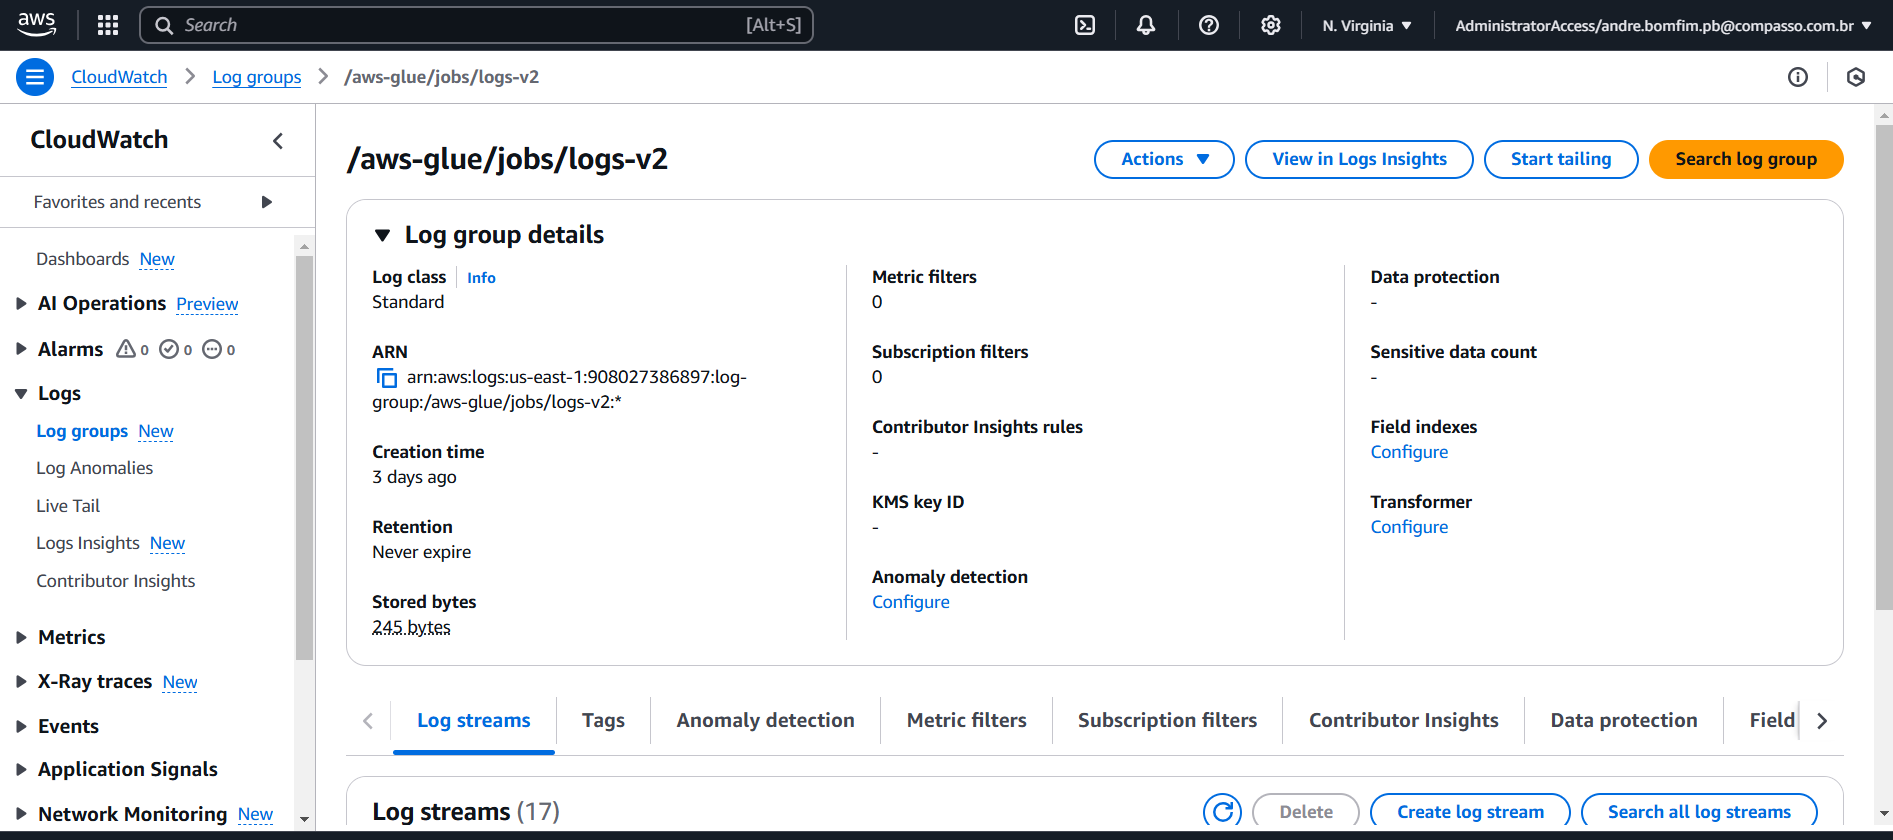 aws
Search [Alt+S]
N. Virginia
AdministratorAccess/andre.bomfim.pb@compasso.com.br
CloudWatch
Log groups
/aws-glue/jobs/logs-v2
CloudWatch
Favorites and recents
Dashboards New
AI Operations Preview
Alarms 0 0 0
Logs
Log groups New
Log Anomalies
Live Tail
Logs Insights New
Contributor Insights
Metrics
X-Ray traces New
Events
Application Signals
Network Monitoring New
/aws-glue/jobs/logs-v2
Actions
View in Logs Insights
Start tailing
Search log group
Log group details
Log class Info
Standard
ARN
arn:aws:logs:us-east-1:908027386897:log-
group:/aws-glue/jobs/logs-v2:*
Creation time
3 days ago
Retention
Never expire
Stored bytes
245 bytes
Metric filters
0
Subscription filters
0
Contributor Insights rules
-
KMS key ID
-
Anomaly detection
Configure
Data protection
-
Sensitive data count
-
Field indexes
Configure
Transformer
Configure
Log streams
Tags
Anomaly detection
Metric filters
Subscription filters
Contributor Insights
Data protection
Field
Log streams (17)
Delete
Create log stream
Search all log streams